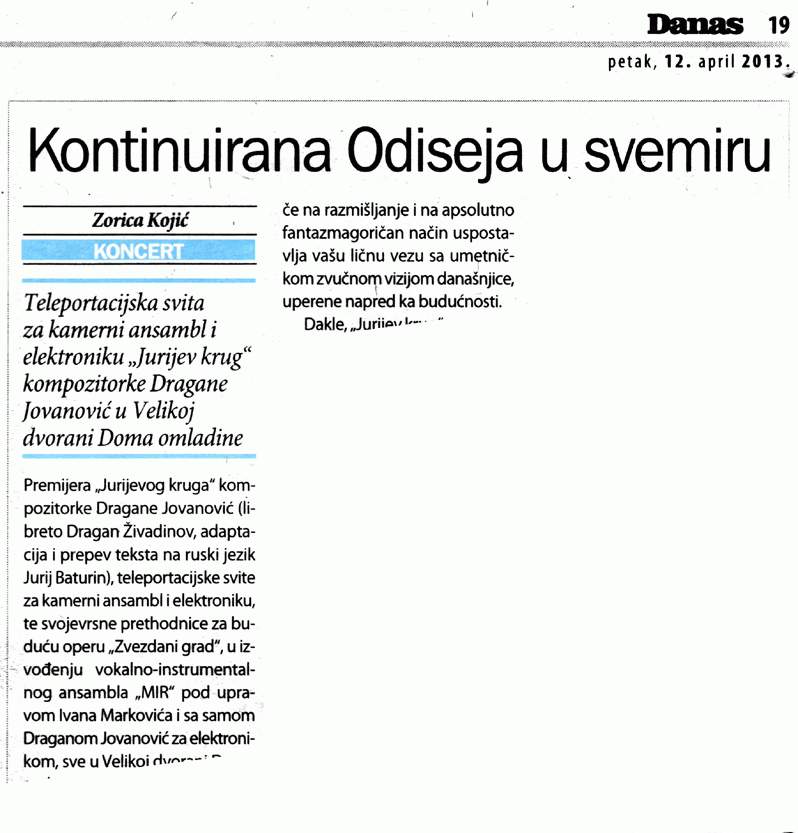 Danas 19
petak, 12. april 2013.
Kontinuirana Odiseja u svemiru
Zorica Kojić
KONCERT
Teleportacijska svita
za kamerni ansambl i
elektroniku „Jurijev krug“
kompozitorke Dragane
Jovanović u Velikoj
dvorani Doma omladine
Premijera „Jurijevog kruga“ kom-
pozitorke Dragane Jovanović (li-
breto Dragan Živadinov, adapta-
cija i prepev teksta na ruski jezik
Jurij Baturin), teleportacijske svite
za kamerni ansambl i elektroniku,
te svojevrsne prethodnice za bu-
duću operu „Zvezdani grad“, u iz-
vođenju vokalno-instrumental-
nog ansambla „MIR“ pod upra-
vom Ivana Markovića i sa samom
Draganom Jovanović za elektroni-
kom, sve u Velikoj
če na razmišljanje i na apsolutno
fantazmagoričan način uspostav-
vlja vašu ličnu vezu sa umetnič-
kom zvučnom vizijom današnjice,
uperene napred ka budućnosti.
Dakle, „Jurijev